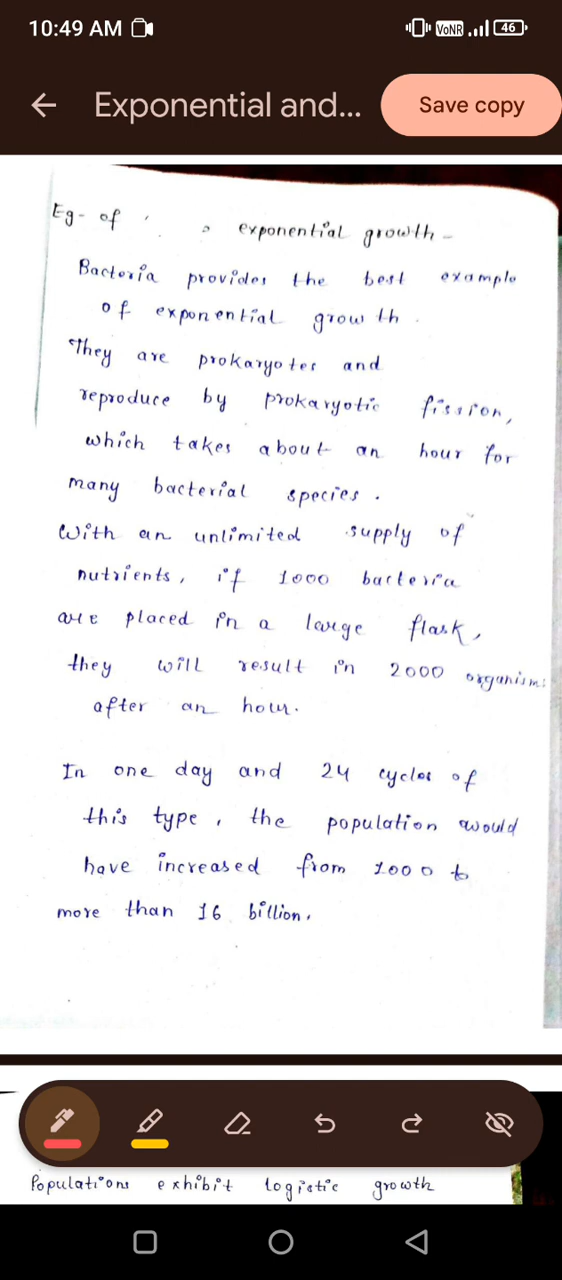 10:49 AM
VoNR 46
Exponential and...
Save copy
Eg- of exponential growth -
Bacteria provides the best example
of exponential growth.
They are prokaryotes and
reproduce by prokaryotic fission,
which takes about an hour for
many bacterial species.
With an unlimited supply of
nutrients, if 1000 bacteria
are placed in a large flask,
they will result in 2000 organisms
after an hour.
In one day and 24 cycles of
this type, the population would
have increased from 1000 to
more than 16 billion.
Populations exhibit logistic growth